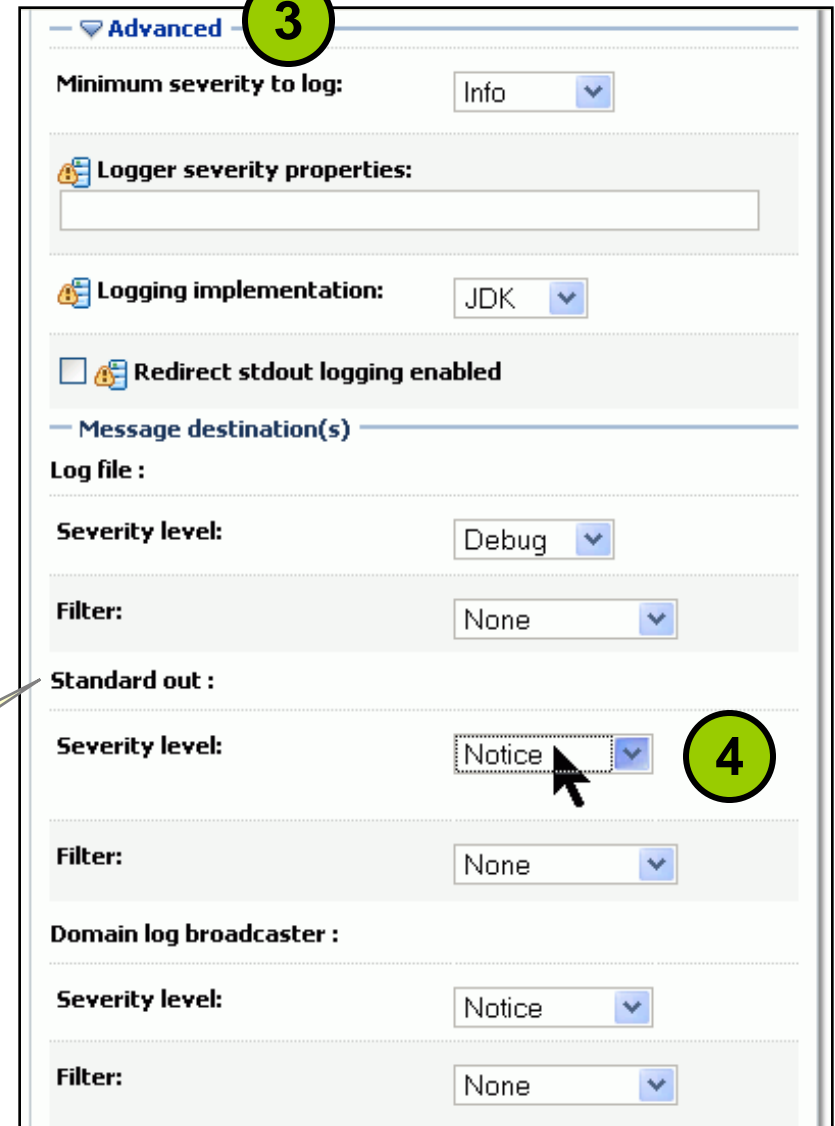 3
Advanced
Minimum severity to log: Info
Logger severity properties:
Logging implementation: JDK
Redirect stdout logging enabled
Message destination(s)
Log file :
Severity level: Debug
Filter: None
Standard out :
Severity level: Notice 4
Filter: None
Domain log broadcaster :
Severity level: Notice
Filter: None